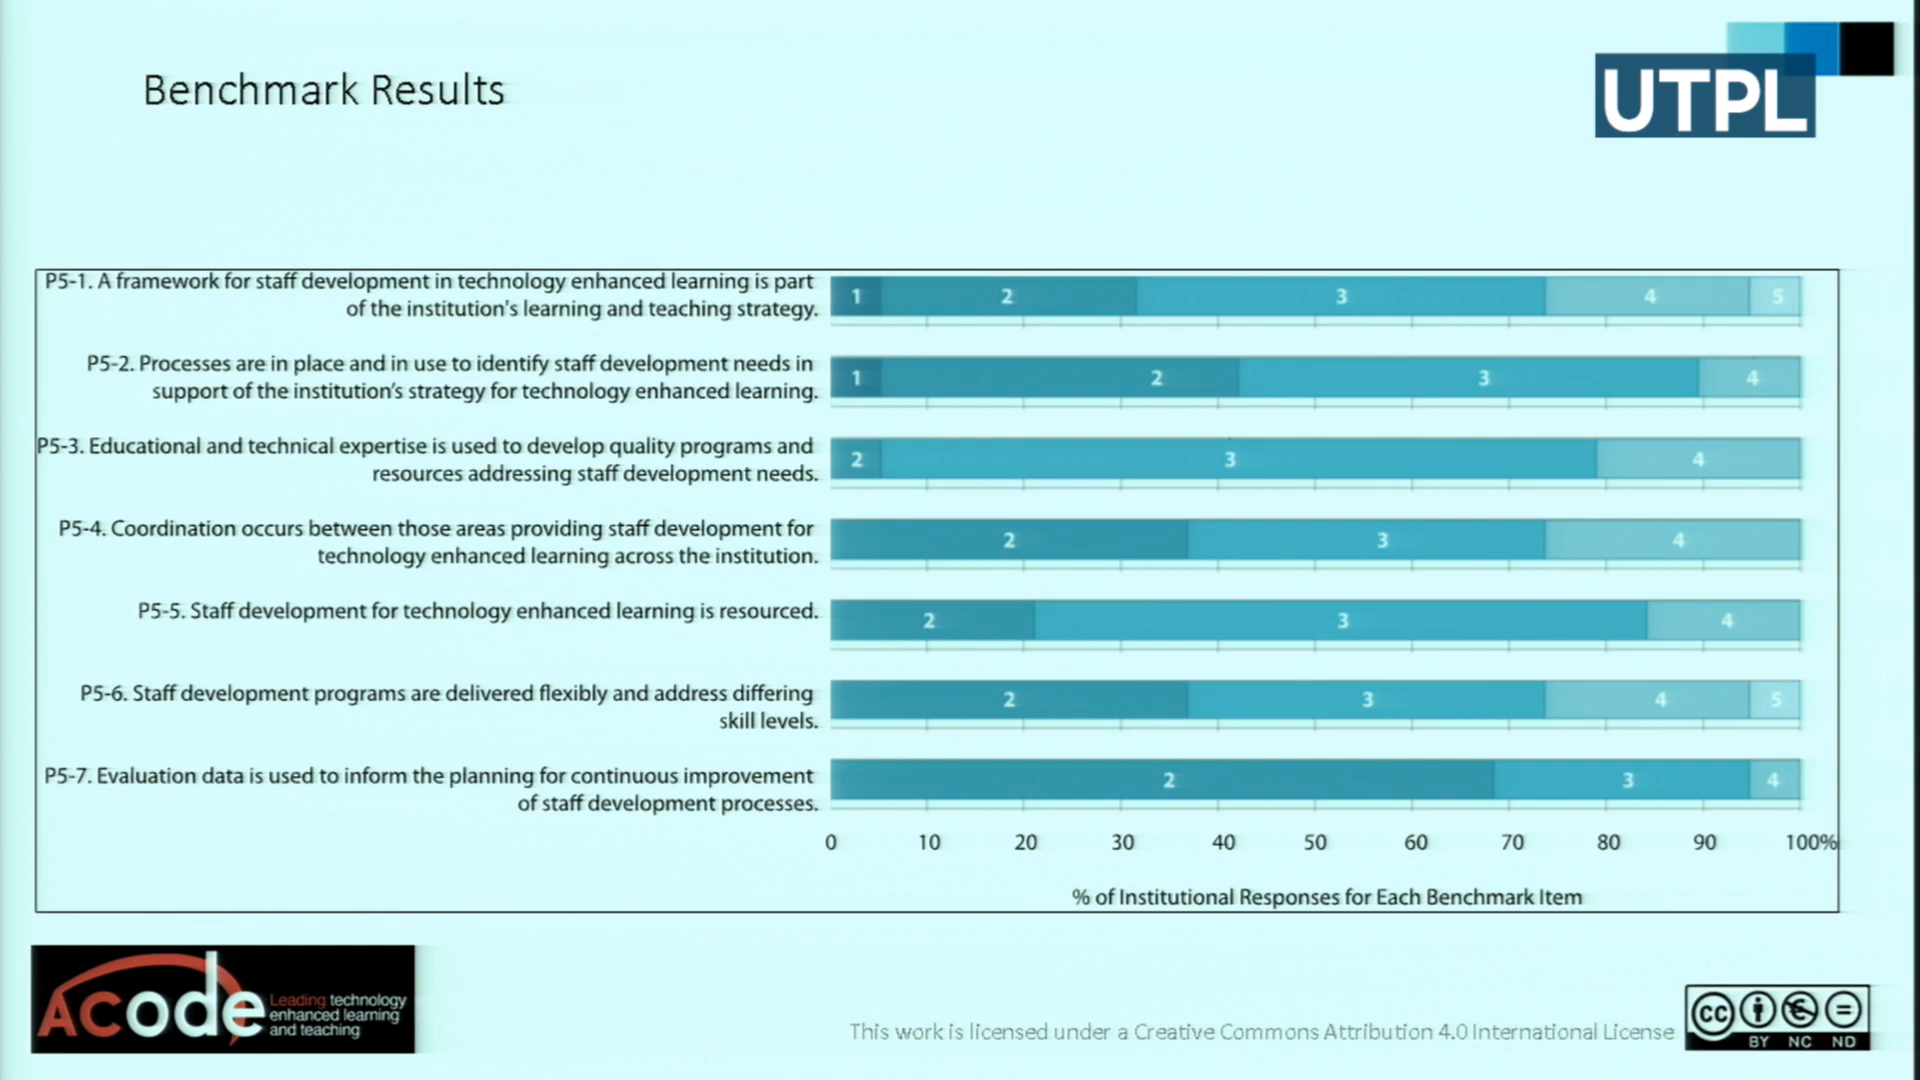 Benchmark Results
UTPL
P5-1. A framework for staff development in technology enhanced learning is part
of the institution's learning and teaching strategy.
1 2 3 4 5
P5-2. Processes are in place and in use to identify staff development needs in
support of the institution's strategy for technology enhanced learning.
1 2 3 4
P5-3. Educational and technical expertise is used to develop quality programs and
resources addressing staff development needs.
2 3 4
P5-4. Coordination occurs between those areas providing staff development for
technology enhanced learning across the institution.
2 3 4
P5-5. Staff development for technology enhanced learning is resourced.
2 3 4
P5-6. Staff development programs are delivered flexibly and address differing
skill levels.
2 3 4 5
P5-7. Evaluation data is used to inform the planning for continuous improvement
of staff development processes.
2 3 4
0 10 20 30 40 50 60 70 80 90 100%
% of Institutional Responses for Each Benchmark Item
ACode
Leading technology
enhanced learning
and teaching
This work is licensed under a Creative Commons Attribution 4.0 International License
CC
BY NC ND